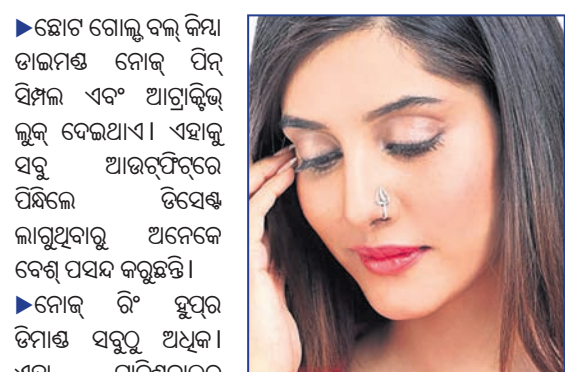 ▶ଛୋଟ ଗୋଲ୍ଡ ବଲ୍ କିମ୍ବା
ଡାଇମଣ୍ଡ ନୋଜ୍ ପିନ୍
ସିମ୍ପଲ ଏବଂ ଆଟ୍ରାକ୍ଟିଭ୍
ଲୁକ୍ ଦେଇଥାଏ। ଏହାକୁ
ସବୁ ଆଉଟ୍‌ଫିଟ୍‌ରେ
ପିନ୍ଧିଲେ ଡିସେଣ୍ଟ
ଲାଗୁଥିବାରୁ ଅନେକେ
ବେଶ୍ ପସନ୍ଦ କରୁଛନ୍ତି।
▶ନୋଜ୍ ରିଂ ହୁପ୍‌ର
ଡିମାଣ୍ଡ ସବୁଠୁ ଅଧିକ।